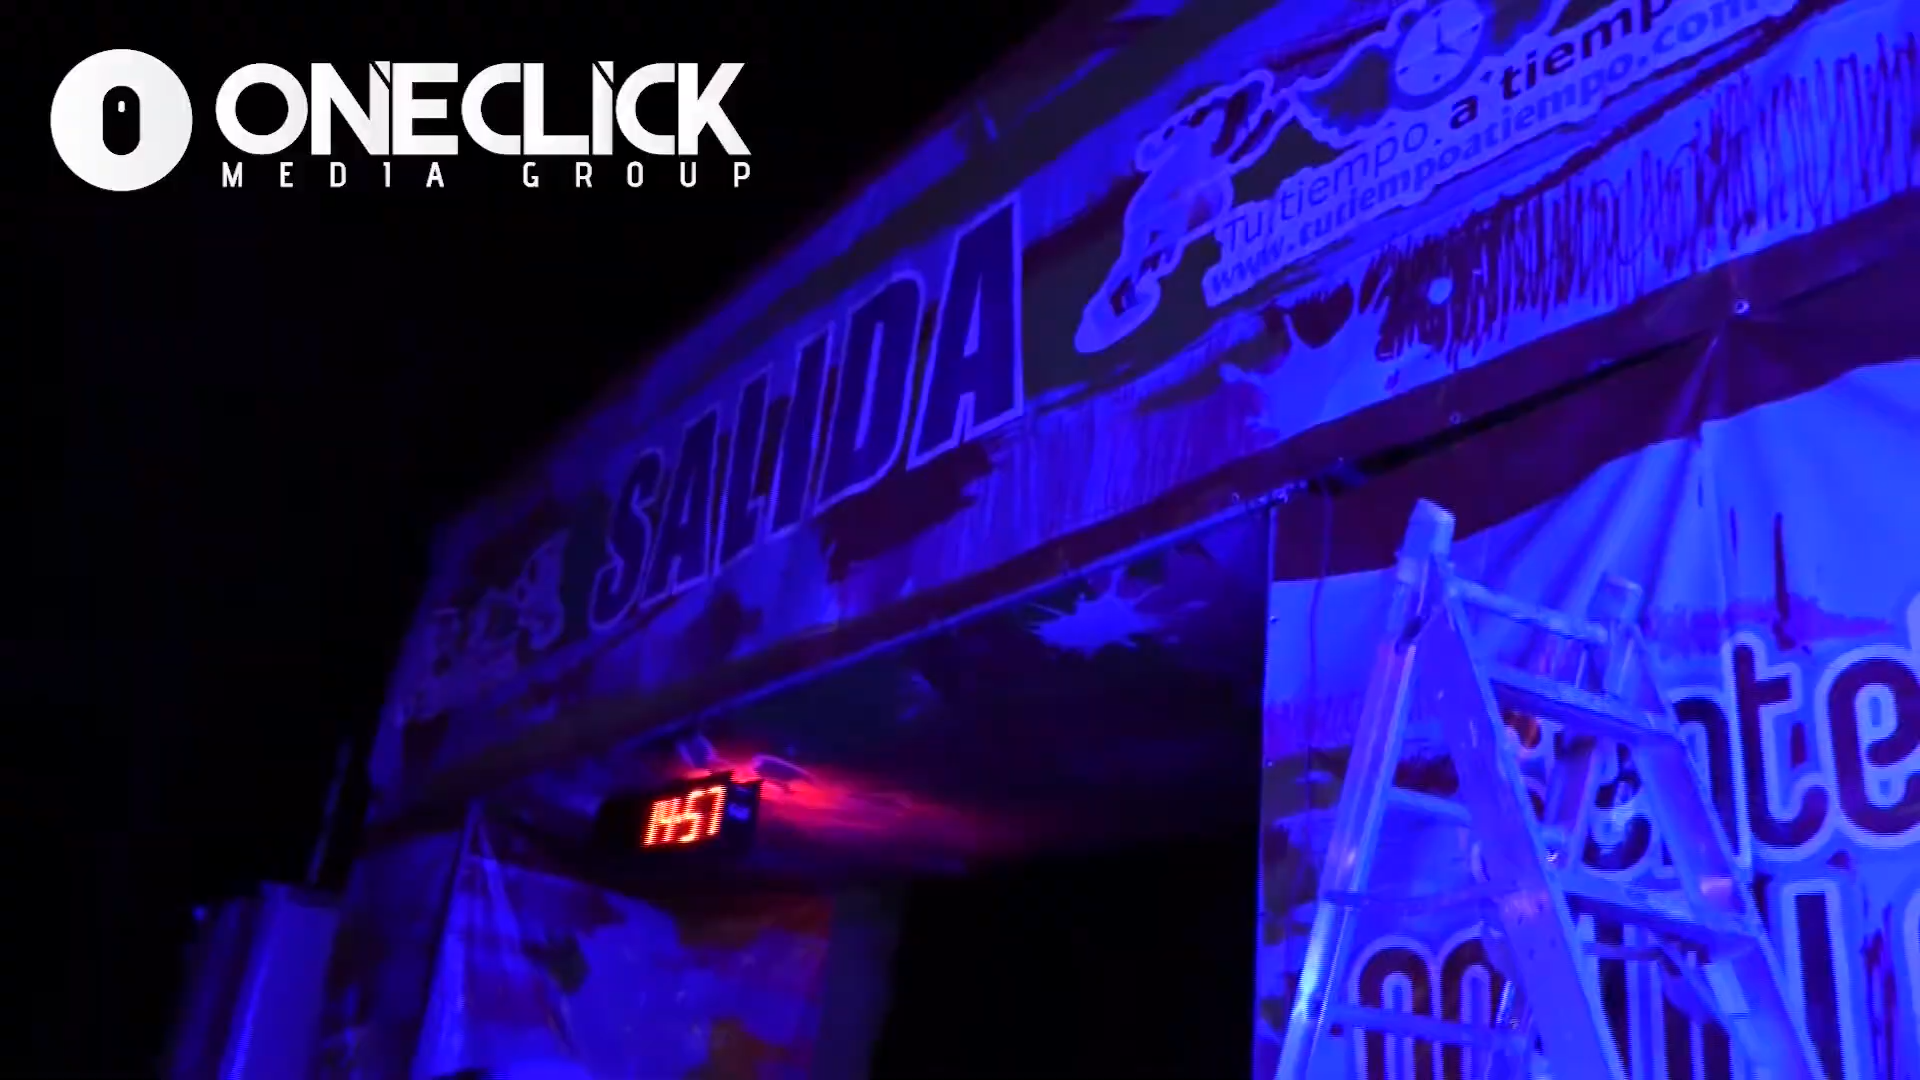 ONECLICK
MEDIA GROUP
Tu tiempo. a tiempo
www.tutiempoatiempo.com
SALIDA
14:57